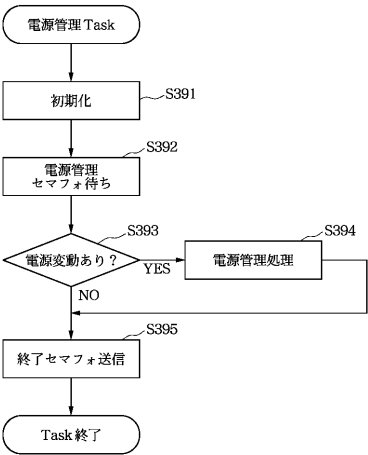 電源管理Task
初期化
S391
電源管理
セマフォ待ち
S392
電源変動あり?
S393
YES
NO
電源管理処理
S394
終了セマフォ送信
S395
Task終了